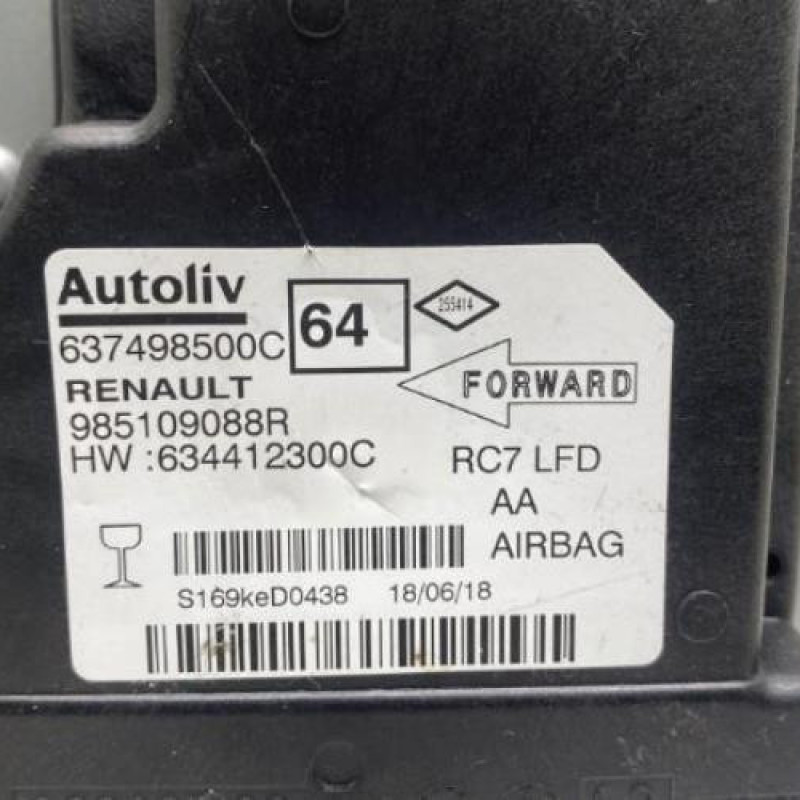 Autoliv
64
255414
637498500C
FORWARD
RENAULT
985109088R
HW :634412300C
RC7 LFD
AA
AIRBAG
S169keD0438 18/06/18